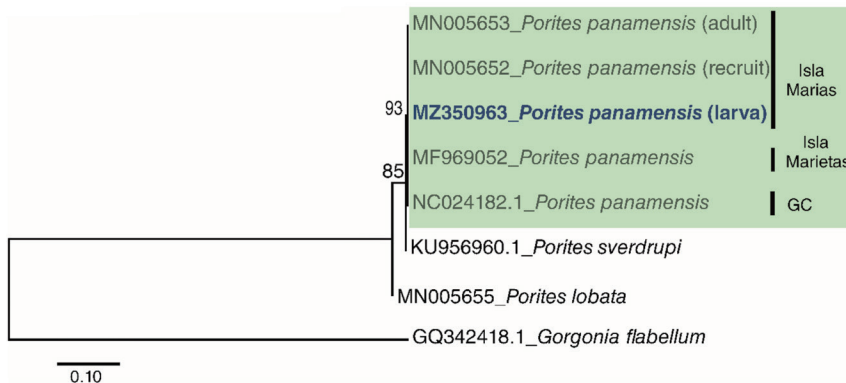 MN005653_Porites panamensis (adult)
MN005652_Porites panamensis (recruit)
Isla
Marias
93
MZ350963_Porites panamensis (larva)
Isla
Marietas
MF969052_Porites panamensis
85
NC024182.1_Porites panamensis
GC
KU956960.1_Porites sverdrupi
MN005655_Porites lobata
GQ342418.1_Gorgonia flabellum
0.10